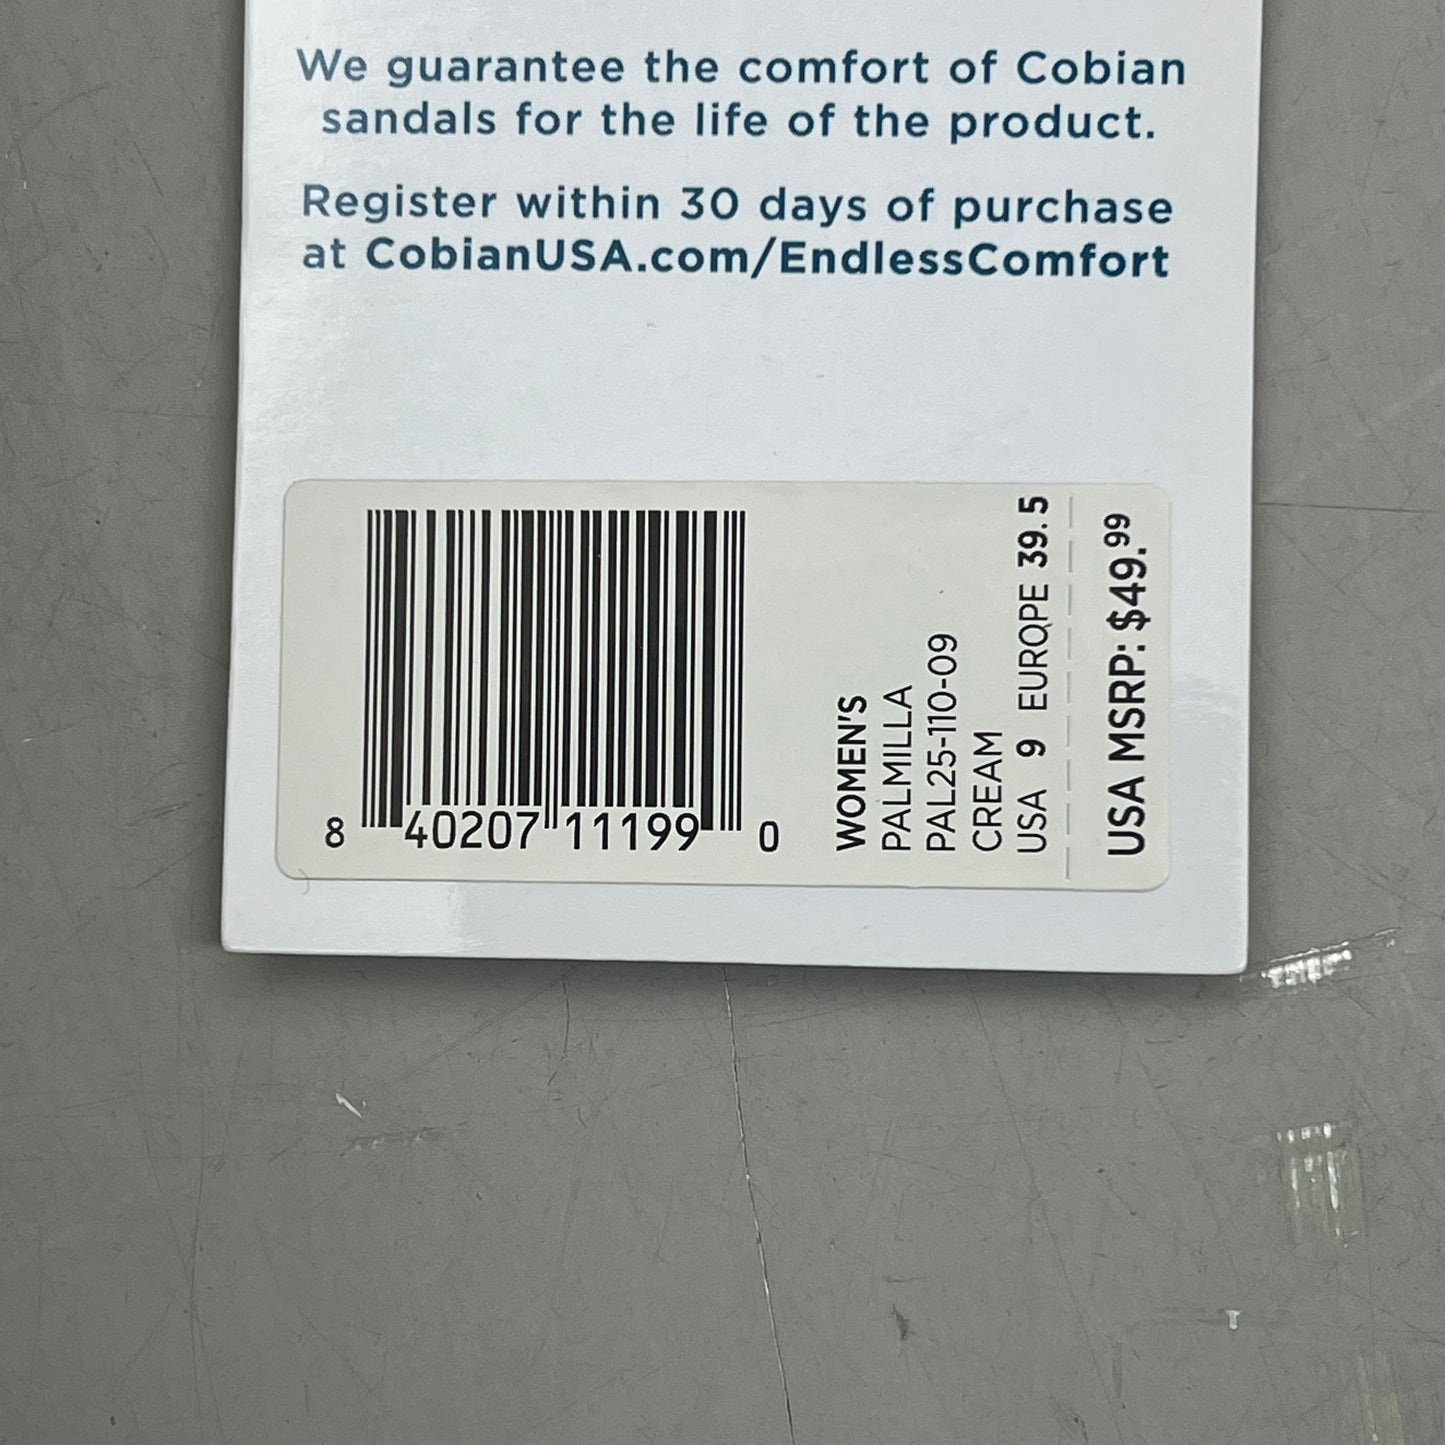 We guarantee the comfort of Cobian
sandals for the life of the product.
Register within 30 days of purchase
at CobianUSA.com/EndlessComfort
8 40207 11199 0
WOMEN'S
PALMILLA
PAL25-110-09
CREAM
USA 9 EUROPE 39.5
USA MSRP: $49.99